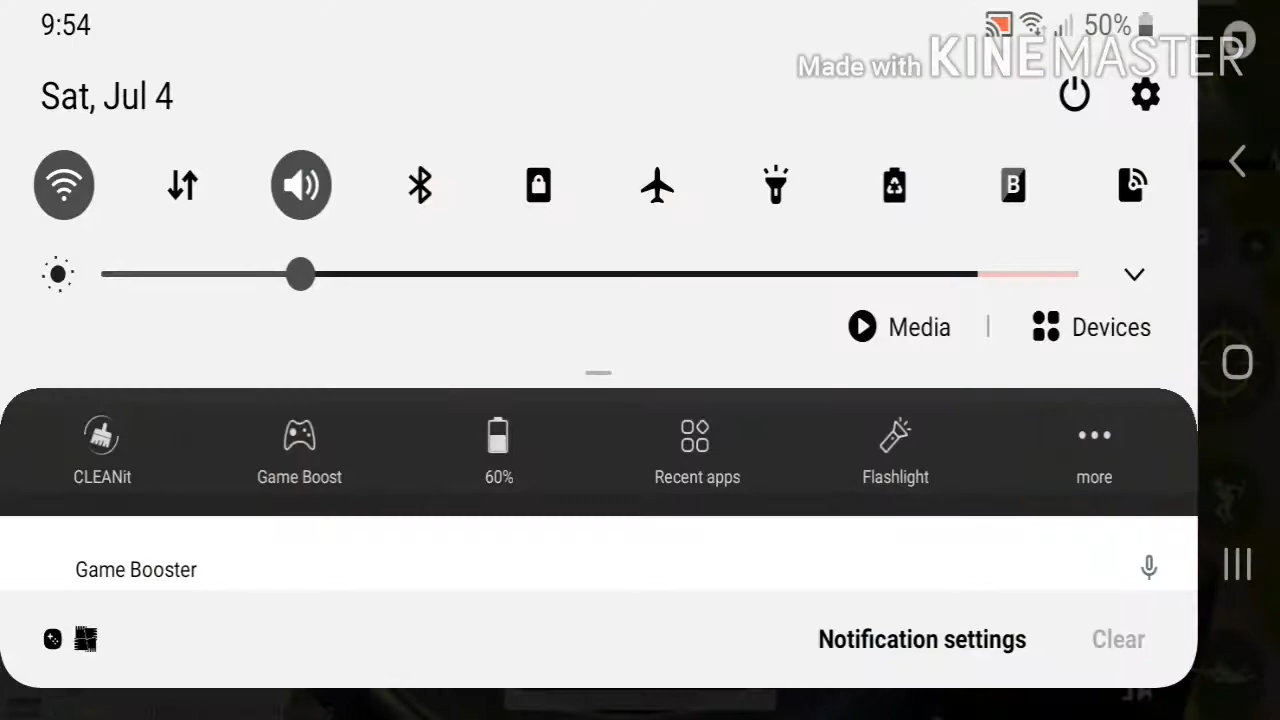 9:54
50%
Made with KINEMASTER
Sat, Jul 4
B
Media | Devices
CLEANit
Game Boost
60%
Recent apps
Flashlight
more
Game Booster
Notification settings
Clear